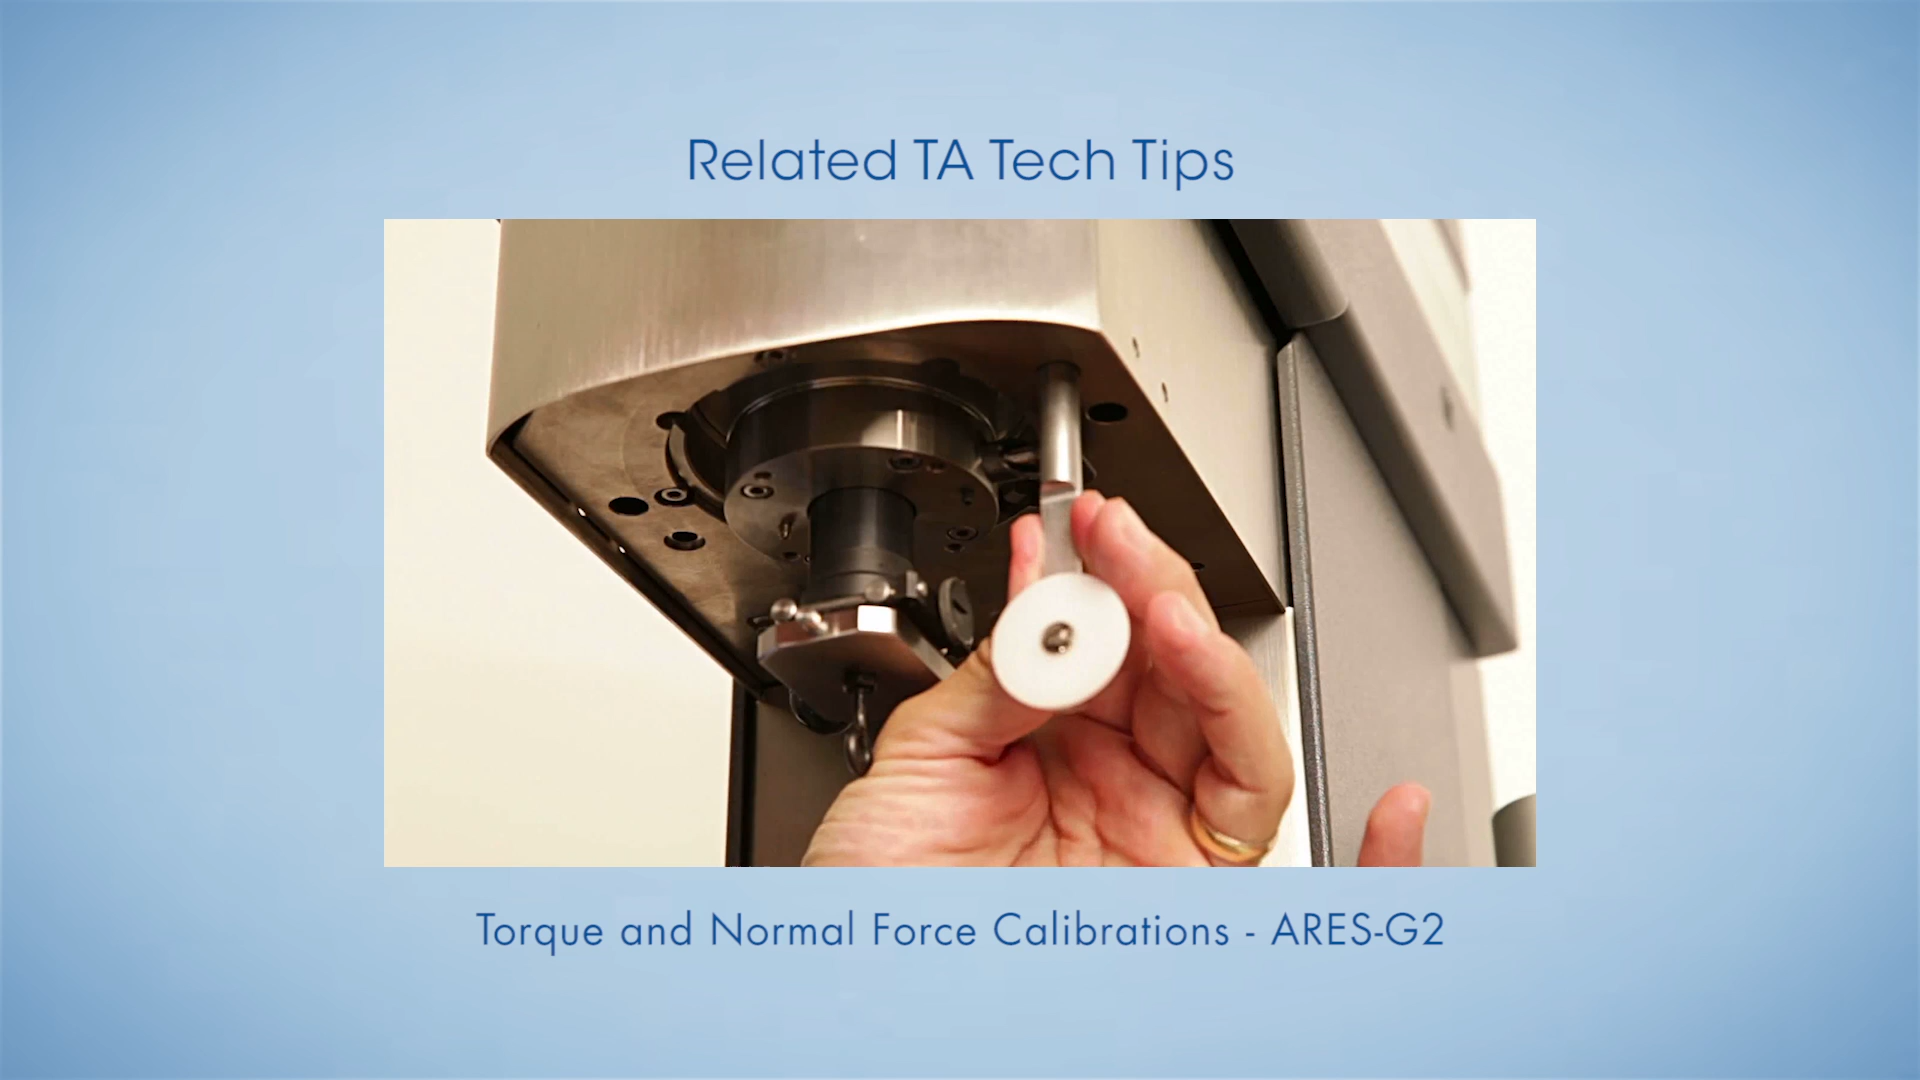 Related TA Tech Tips
Torque and Normal Force Calibrations - ARES-G2